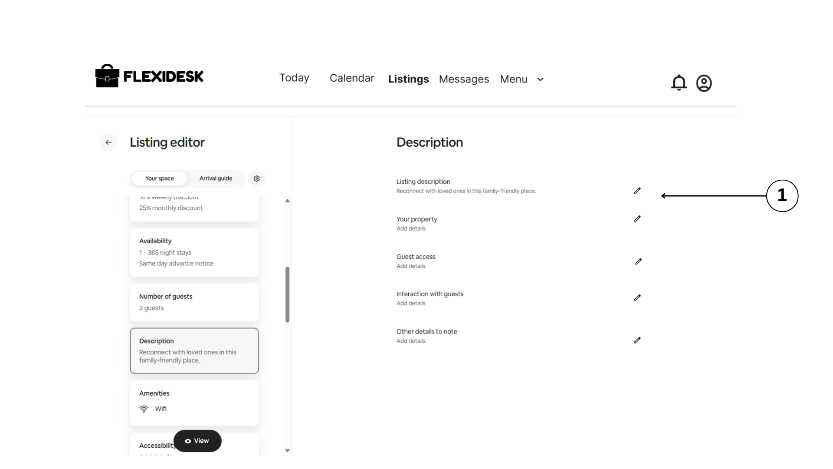 FLEXIDESK
Today
Calendar
Listings
Messages
Menu
Listing editor
Your space
Arrival guide
10% weekly discount
25% monthly discount
Availability
1 – 365 night stays
Same day advance notice
Number of guests
2 guests
Description
Reconnect with loved ones in this
family-friendly place.
Amenities
Wifi
Accessibility
View
Description
Listing description
Reconnect with loved ones in this family-friendly place.
Your property
Add details
Guest access
Add details
Interaction with guests
Add details
Other details to note
Add details
1